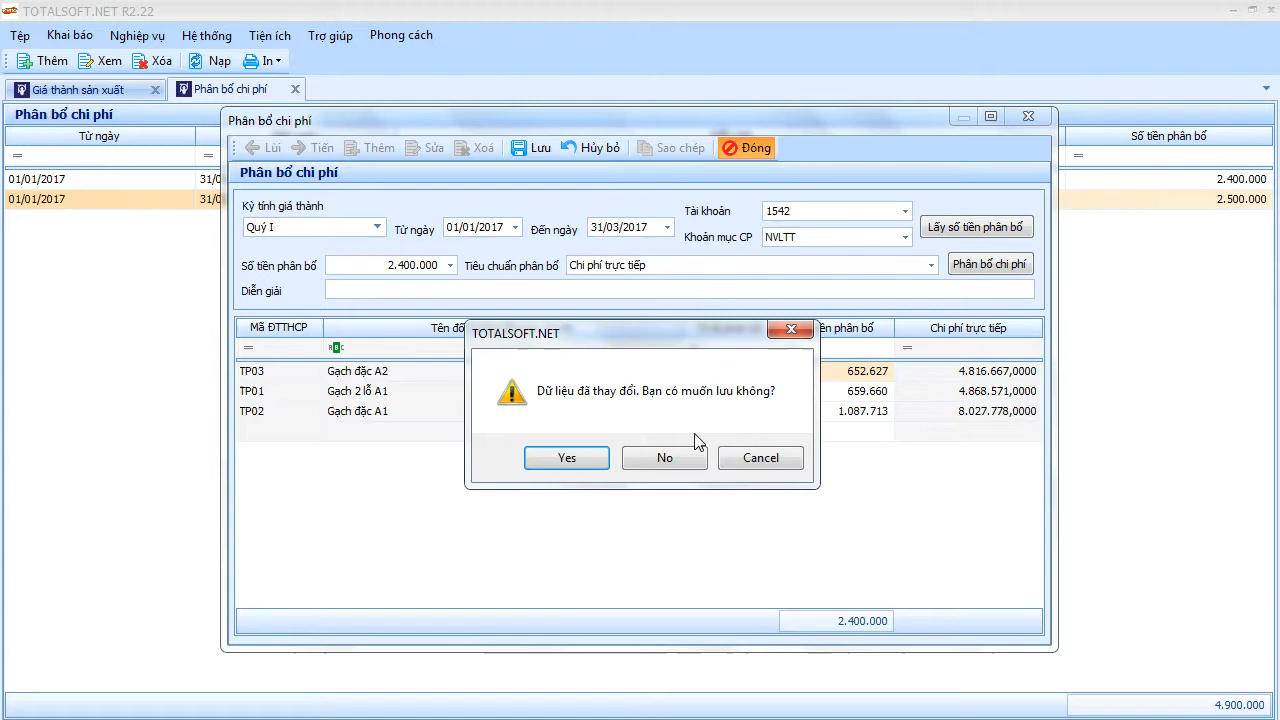 TOTALSOFT.NET R2.22
Tệp Khai báo Nghiệp vụ Hệ thống Tiện ích Trợ giúp Phong cách
Thêm Xem Xóa Nạp In
Giá thành sản xuất Phân bổ chi phí
Phân bổ chi phí
Từ ngày Số tiền phân bổ
= = =
01/01/2017 31/0 2.400.000
01/01/2017 31/0 2.500.000
4.900.000
Phân bổ chi phí
Lùi Tiến Thêm Sửa Xoá Lưu Hủy bỏ Sao chép Đóng
Phân bổ chi phí
Kỳ tính giá thành
Quý I Từ ngày 01/01/2017 Đến ngày 31/03/2017
Tài khoản 1542 Lấy số tiền phân bổ
Khoản mục CP NVLTT
Số tiền phân bổ 2.400.000 Tiêu chuẩn phân bổ Chi phí trực tiếp Phân bổ chi phí
Diễn giải
Mã ĐTTHCP Tên đố ền phân bổ Chi phí trực tiếp
= RBC =
TP03 Gạch đặc A2 652.627 4.816.667,0000
TP01 Gạch 2 lỗ A1 659.660 4.868.571,0000
TP02 Gạch đặc A1 1.087.713 8.027.778,0000
2.400.000
TOTALSOFT.NET
Dữ liệu đã thay đổi. Bạn có muốn lưu không?
Yes No Cancel